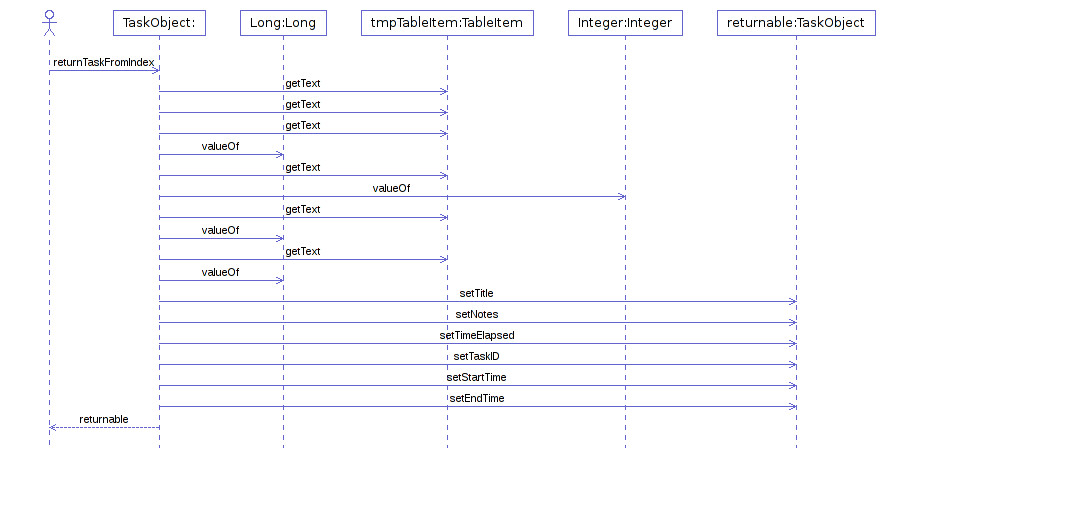 TaskObject: Long:Long tmpTableItem:TableItem Integer:Integer returnable:TaskObject
returnTaskFromIndex
getText
getText
getText
valueOf
getText
valueOf
getText
valueOf
getText
valueOf
setTitle
setNotes
setTimeElapsed
setTaskID
setStartTime
setEndTime
returnable